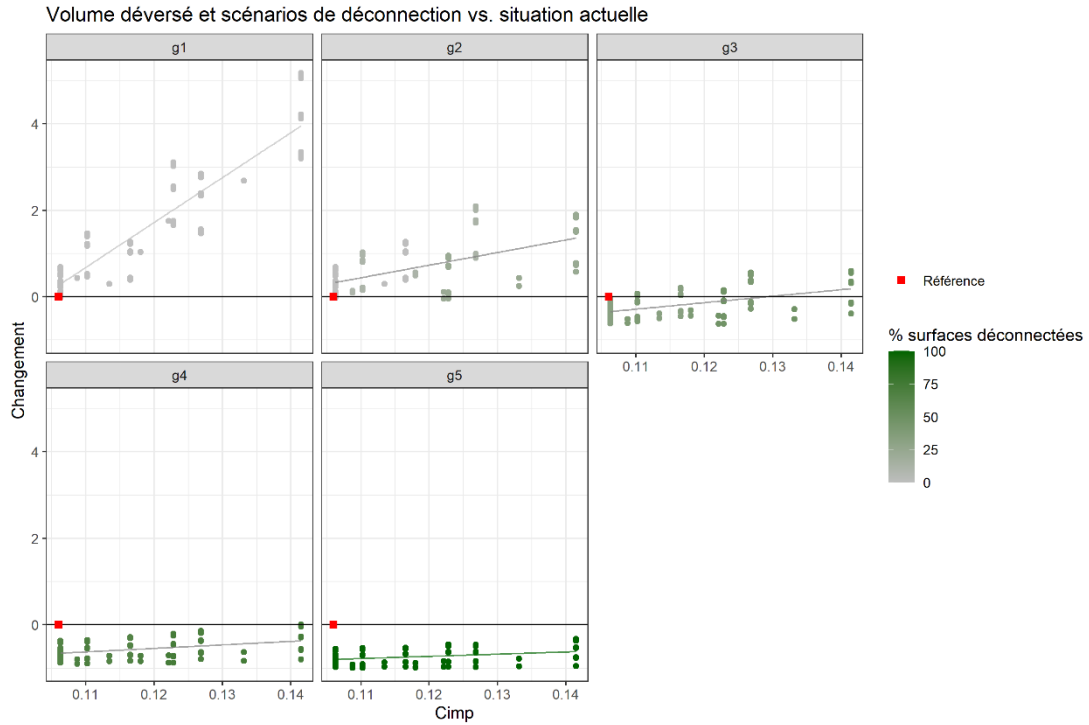 Volume déversé et scénarios de déconnection vs. situation actuelle
g1
g2
g3
4
2
0
0.11
0.12
0.13
0.14
g4
g5
4
2
0
0.11
0.12
0.13
0.14
0.11
0.12
0.13
0.14
Changement
Cimp
Référence
% surfaces déconnectées
100
75
50
25
0